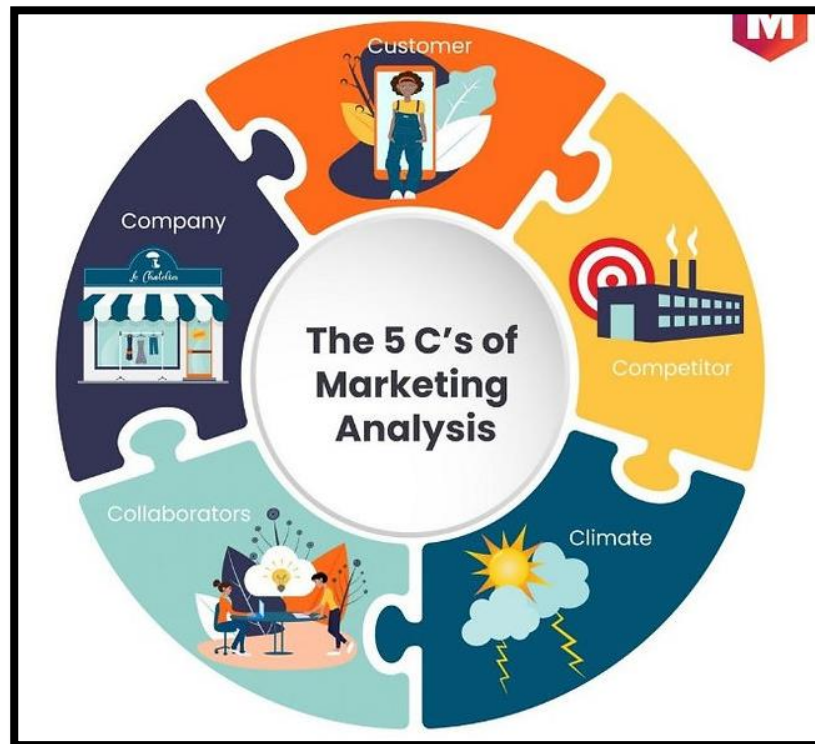 M
Customer
Company
The 5 C's of
Marketing
Analysis
Competitor
Collaborators
Climate